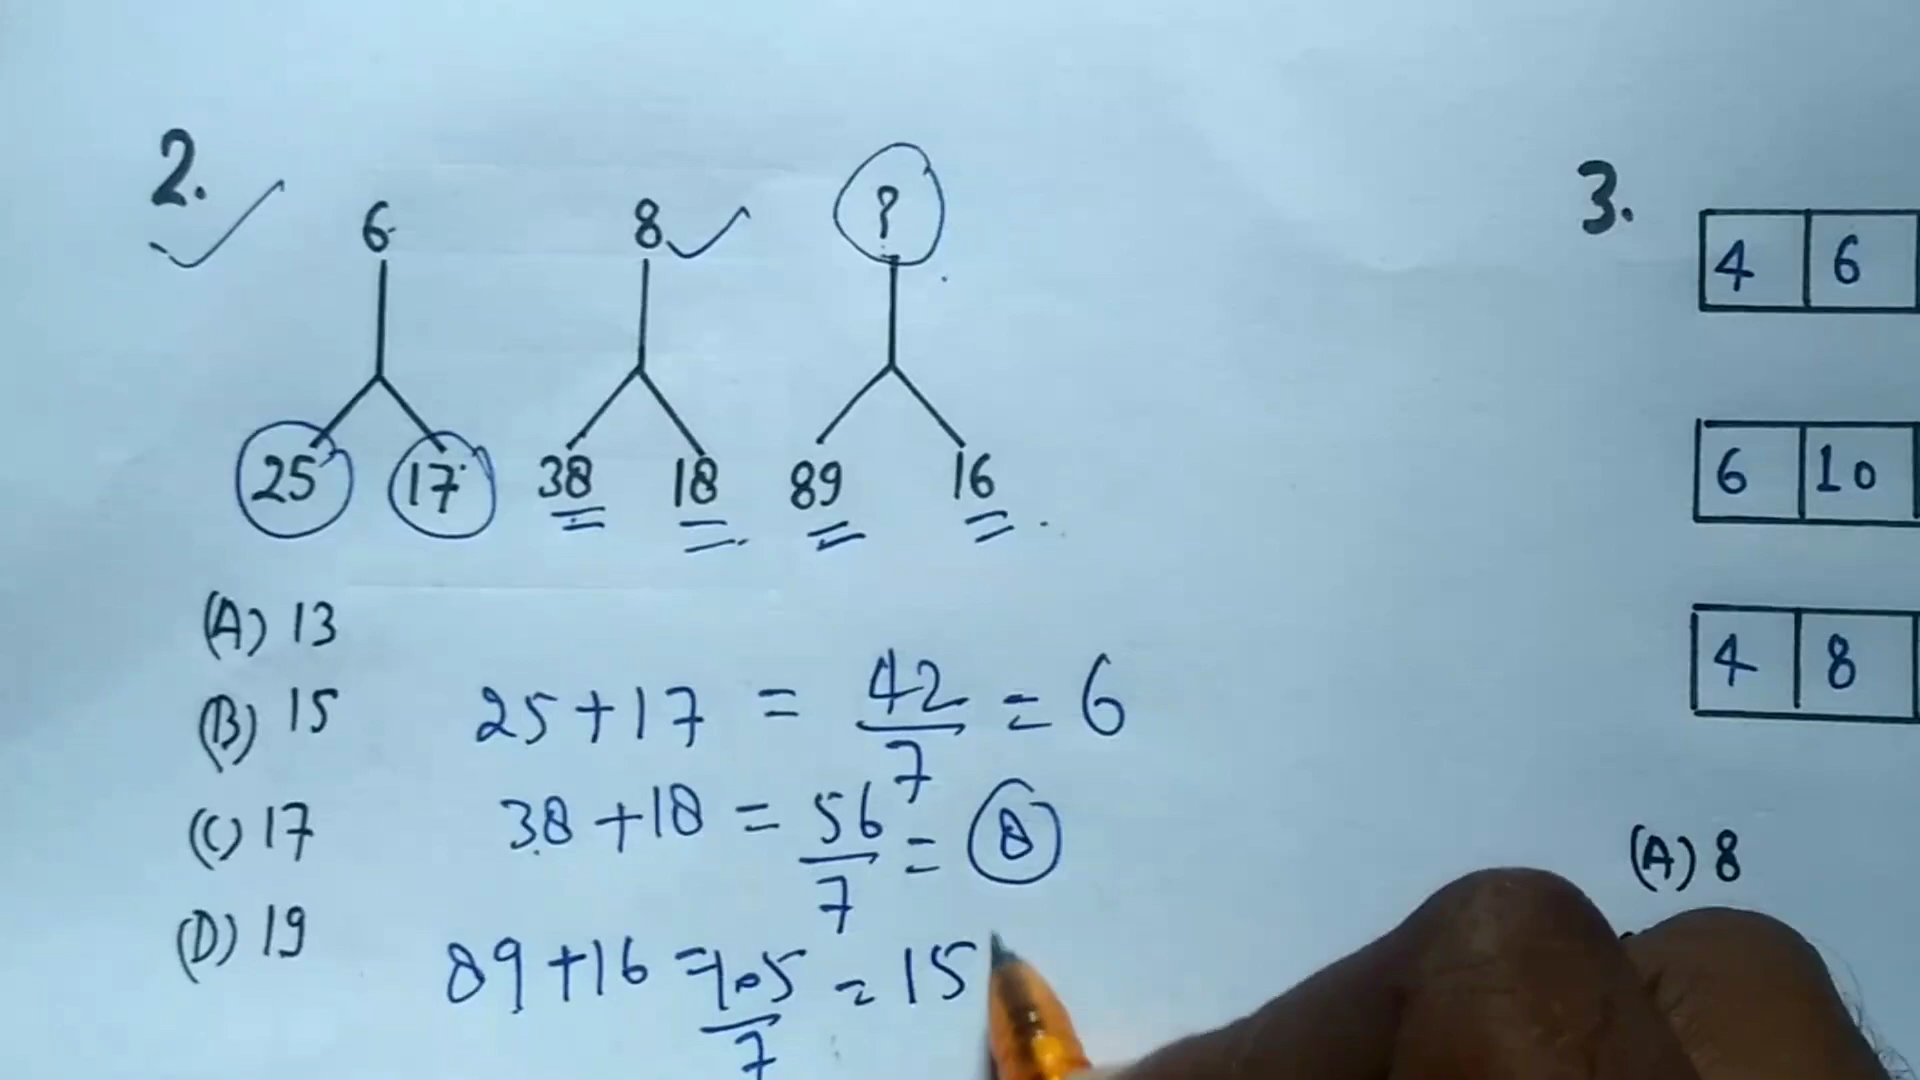 2.
6 8 ?
25 17 38 18 89 16
(A) 13
(B) 15
(C) 17
(D) 19
25+17 = 42/7 = 6
38+18 = 56/7 = 8
89+16 = 105/7 = 15
3.
4 6
6 10
4 8
(A) 8